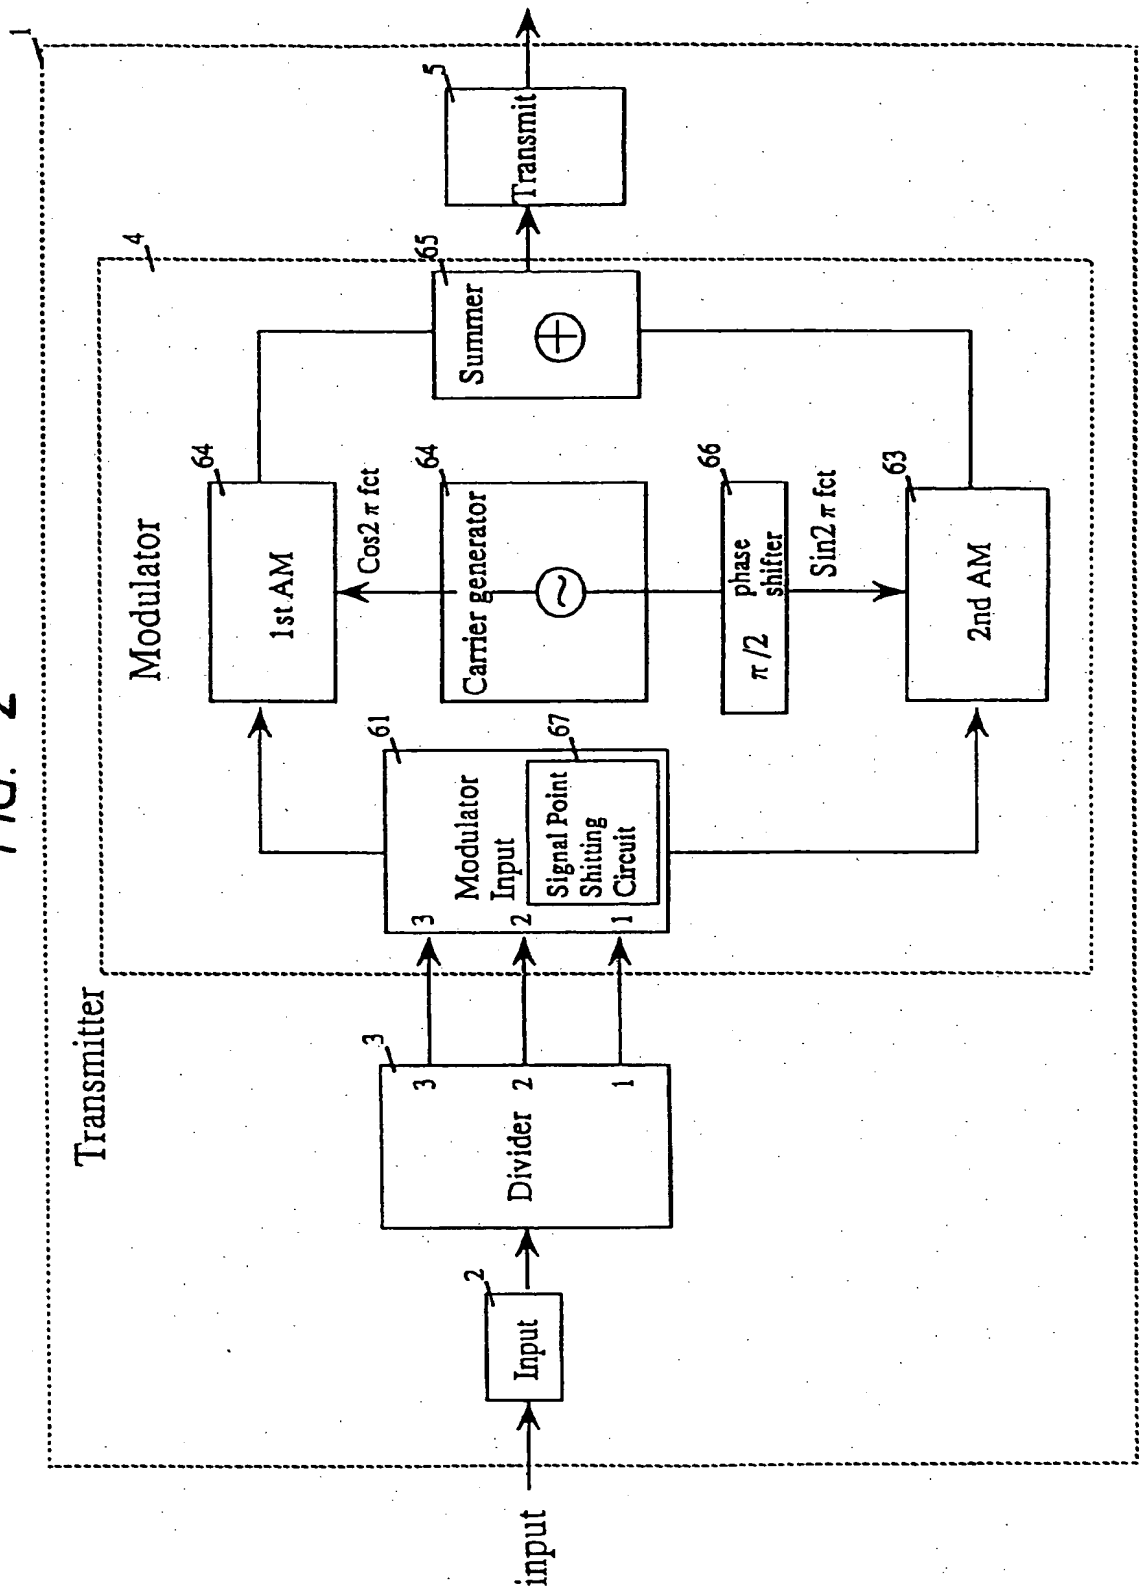 FIG. 2
1
Transmitter
4
Modulator
input
Input
2
Divider
3
3
2
1
Modulator
Input
61
3
2
1
Signal Point
Shitting
Circuit
67
1st AM
64
Cos2 π fct
Carrier generator
64
~
π/2
phase
shifter
66
Sin2 π fct
2nd AM
63
Summer
65
+
Transmit
5